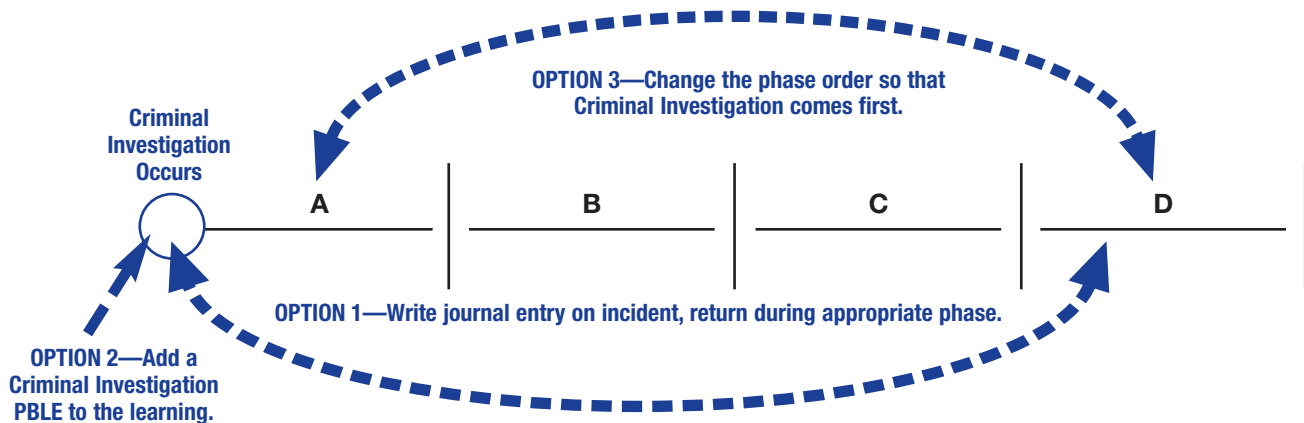 OPTION 3—Change the phase order so that
Criminal Investigation comes first.
Criminal
Investigation
Occurs
A
B
C
D
OPTION 1—Write journal entry on incident, return during appropriate phase.
OPTION 2—Add a
Criminal Investigation
PBLE to the learning.